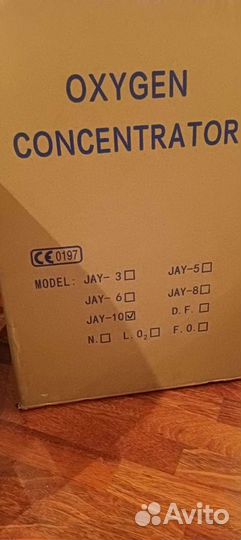 OXYGEN
CONCENTRATOR
CE 0197
MODEL: JAY-3☐ JAY-5☐
JAY-6☐ JAY-8☐
JAY-10☑ D.F.☐
N.☐ L.O₂☐ F.O.☐
Avito